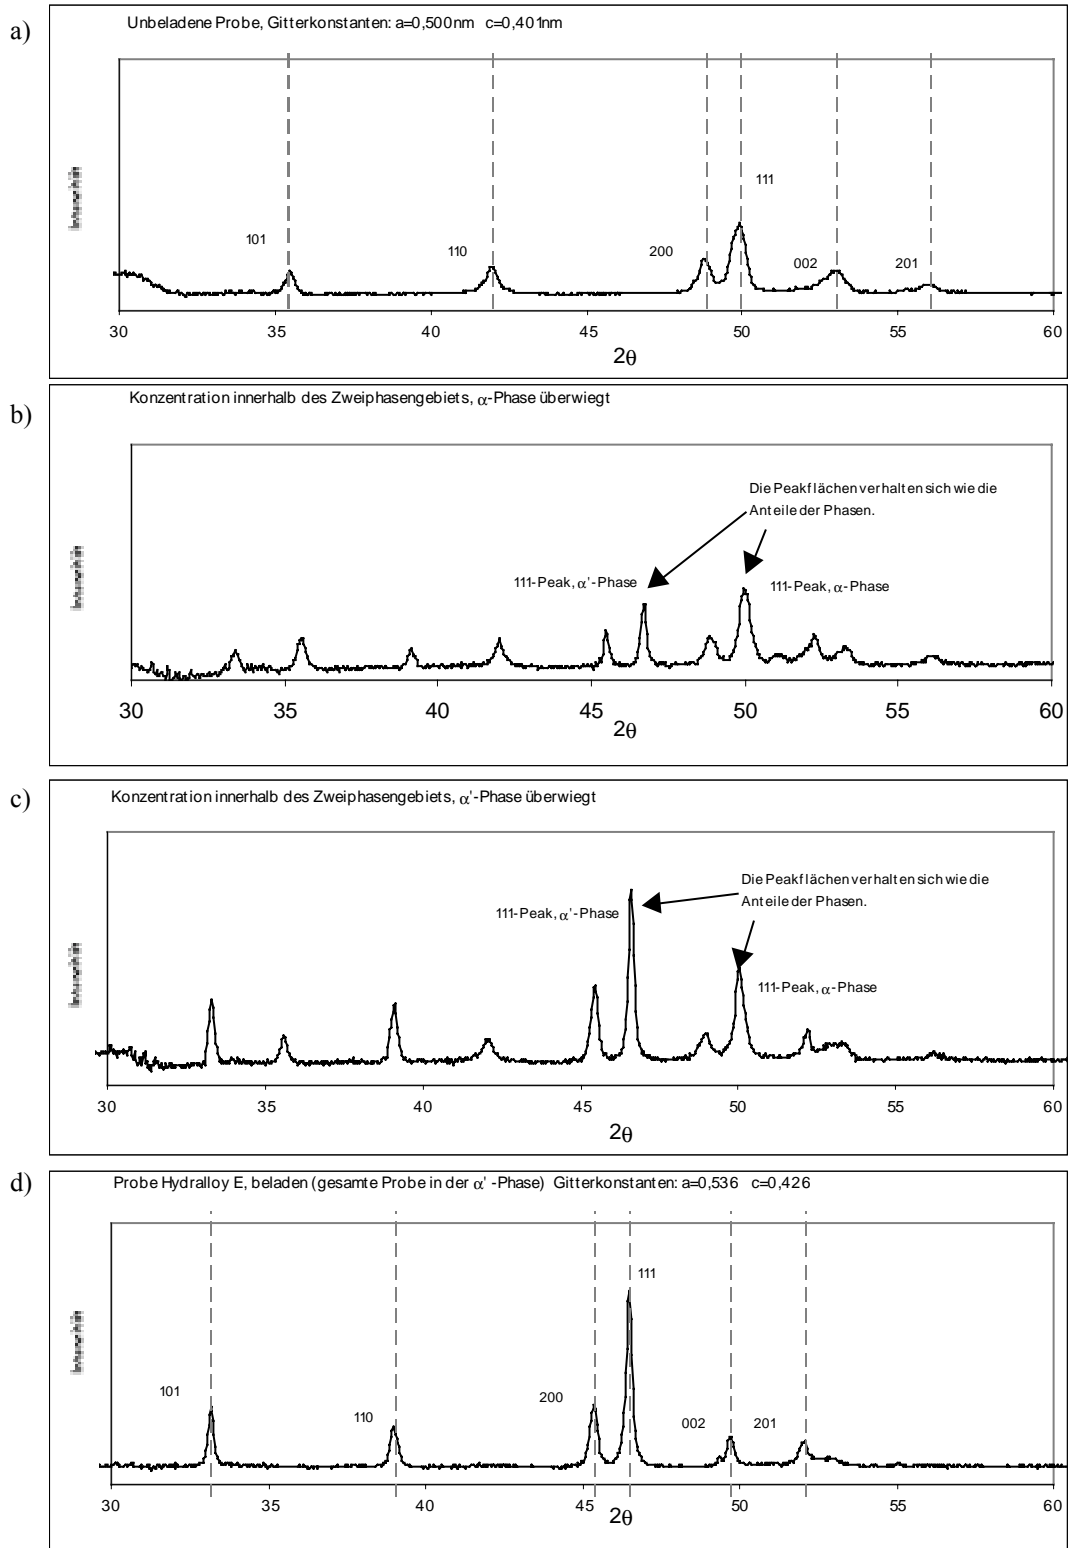 a)
Unbeladene Probe, Gitterkonstanten: a=0,500nm c=0,401nm
111
101
110
200
002
201
30 35 40 45 50 55 60
2θ
b)
Konzentration innerhalb des Zweiphasengebiets, α-Phase überwiegt
Die Peakflächen verhalten sich wie die
Anteile der Phasen.
111-Peak, α'-Phase
111-Peak, α-Phase
30 35 40 45 50 55 60
2θ
c)
Konzentration innerhalb des Zweiphasengebiets, α'-Phase überwiegt
Die Peakflächen verhalten sich wie die
Anteile der Phasen.
111-Peak, α'-Phase
111-Peak, α-Phase
30 35 40 45 50 55 60
2θ
d)
Probe Hydralloy E, beladen (gesamte Probe in der α' -Phase) Gitterkonstanten: a=0,536 c=0,426
111
101
110
200
002
201
30 35 40 45 50 55 60
2θ